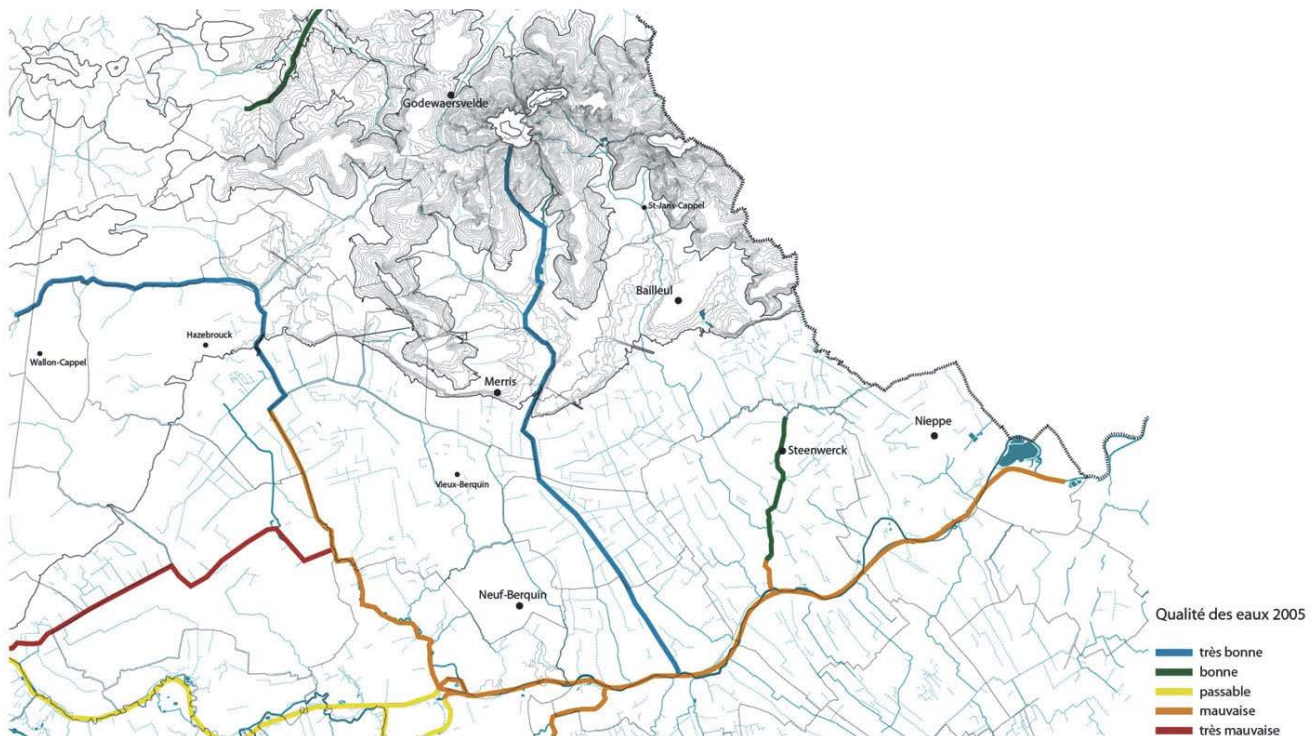 Godewaersvelde
St-Jans-Cappel
Bailleul
Hazebrouck
Wallon-Cappel
Merris
Nieppe
Steenwerck
Vieux-Berquin
Neuf-Berquin
Qualité des eaux 2005
très bonne
bonne
passable
mauvaise
très mauvaise